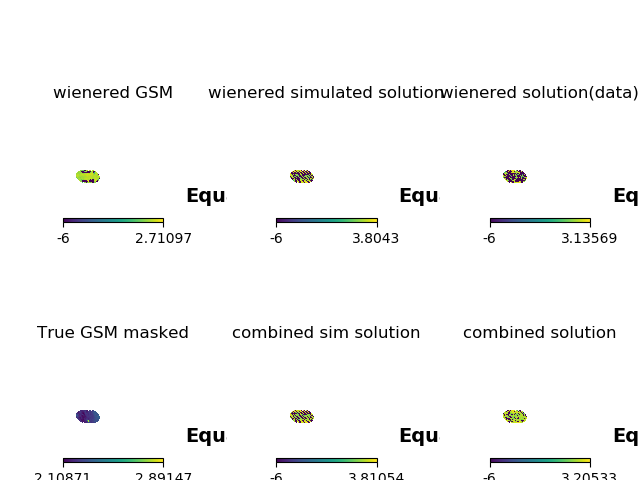 wienered GSM wienered simulated solution wienered solution(data)
Equ Equ Eq
-6 2.71097 -6 3.8043 -6 3.13569
True GSM masked combined sim solution combined solution
Equ Equ Eq
2.10871 2.89147 -6 3.81054 -6 3.20533